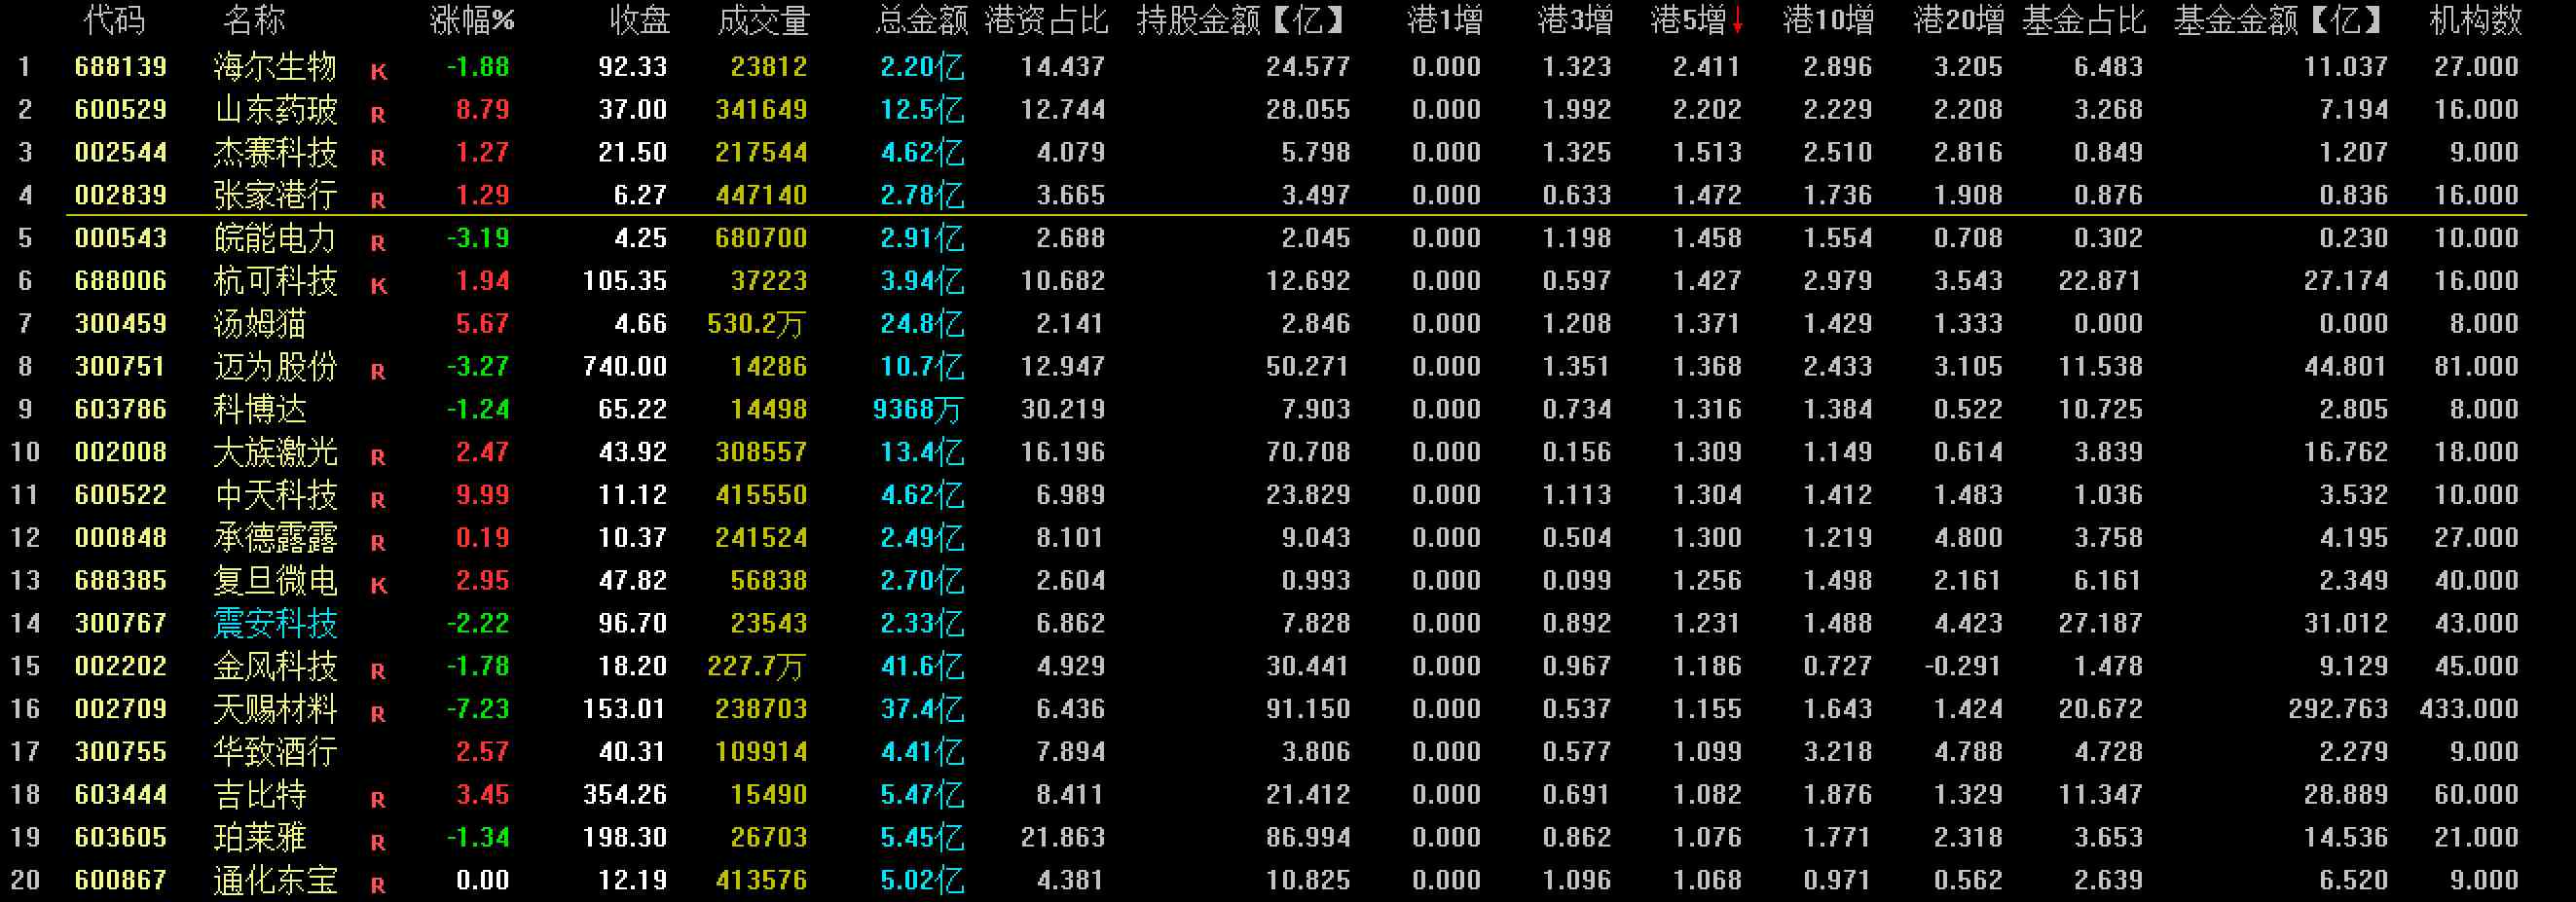 代码 名称 涨幅% 收盘 成交量 总金额 港资占比 持股金额【亿】 港1增 港3增 港5增↓ 港10增 港20增 基金占比 基金金额【亿】 机构数
1 688139 海尔生物 K -1.88 92.33 23812 2.20亿 14.437 24.577 0.000 1.323 2.411 2.896 3.205 6.483 11.037 27.000
2 600529 山东药玻 R 8.79 37.00 341649 12.5亿 12.744 28.055 0.000 1.992 2.202 2.229 2.208 3.268 7.194 16.000
3 002544 杰赛科技 R 1.27 21.50 217544 4.62亿 4.079 5.798 0.000 1.325 1.513 2.510 2.816 0.849 1.207 9.000
4 002839 张家港行 R 1.29 6.27 447140 2.78亿 3.665 3.497 0.000 0.633 1.472 1.736 1.908 0.876 0.836 16.000
5 000543 皖能电力 R -3.19 4.25 680700 2.91亿 2.688 2.045 0.000 1.198 1.458 1.554 0.708 0.302 0.230 10.000
6 688006 杭可科技 K 1.94 105.35 37223 3.94亿 10.682 12.692 0.000 0.597 1.427 2.979 3.543 22.871 27.174 16.000
7 300459 汤姆猫 5.67 4.66 530.2万 24.8亿 2.141 2.846 0.000 1.208 1.371 1.429 1.333 0.000 0.000 8.000
8 300751 迈为股份 R -3.27 740.00 14286 10.7亿 12.947 50.271 0.000 1.351 1.368 2.433 3.105 11.538 44.801 81.000
9 603786 科博达 -1.24 65.22 14498 9368万 30.219 7.903 0.000 0.734 1.316 1.384 0.522 10.725 2.805 8.000
10 002008 大族激光 R 2.47 43.92 308557 13.4亿 16.196 70.708 0.000 0.156 1.309 1.149 0.614 3.839 16.762 18.000
11 600522 中天科技 R 9.99 11.12 415550 4.62亿 6.989 23.829 0.000 1.113 1.304 1.412 1.483 1.036 3.532 10.000
12 000848 承德露露 R 0.19 10.37 241524 2.49亿 8.101 9.043 0.000 0.504 1.300 1.219 4.800 3.758 4.195 27.000
13 688385 复旦微电 K 2.95 47.82 56838 2.70亿 2.604 0.993 0.000 0.099 1.256 1.498 2.161 6.161 2.349 40.000
14 300767 震安科技 -2.22 96.70 23543 2.33亿 6.862 7.828 0.000 0.892 1.231 1.488 4.423 27.187 31.012 43.000
15 002202 金风科技 R -1.78 18.20 227.7万 41.6亿 4.929 30.441 0.000 0.967 1.186 0.727 -0.291 1.478 9.129 45.000
16 002709 天赐材料 R -7.23 153.01 238703 37.4亿 6.436 91.150 0.000 0.537 1.155 1.643 1.424 20.672 292.763 433.000
17 300755 华致酒行 2.57 40.31 109914 4.41亿 7.894 3.806 0.000 0.577 1.099 3.218 4.788 4.728 2.279 9.000
18 603444 吉比特 R 3.45 354.26 15490 5.47亿 8.411 21.412 0.000 0.691 1.082 1.876 1.329 11.347 28.889 60.000
19 603605 珀莱雅 R -1.34 198.30 26703 5.45亿 21.863 86.994 0.000 0.862 1.076 1.771 2.318 3.653 14.536 21.000
20 600867 通化东宝 R 0.00 12.19 413576 5.02亿 4.381 10.825 0.000 1.096 1.068 0.971 0.562 2.639 6.520 9.000